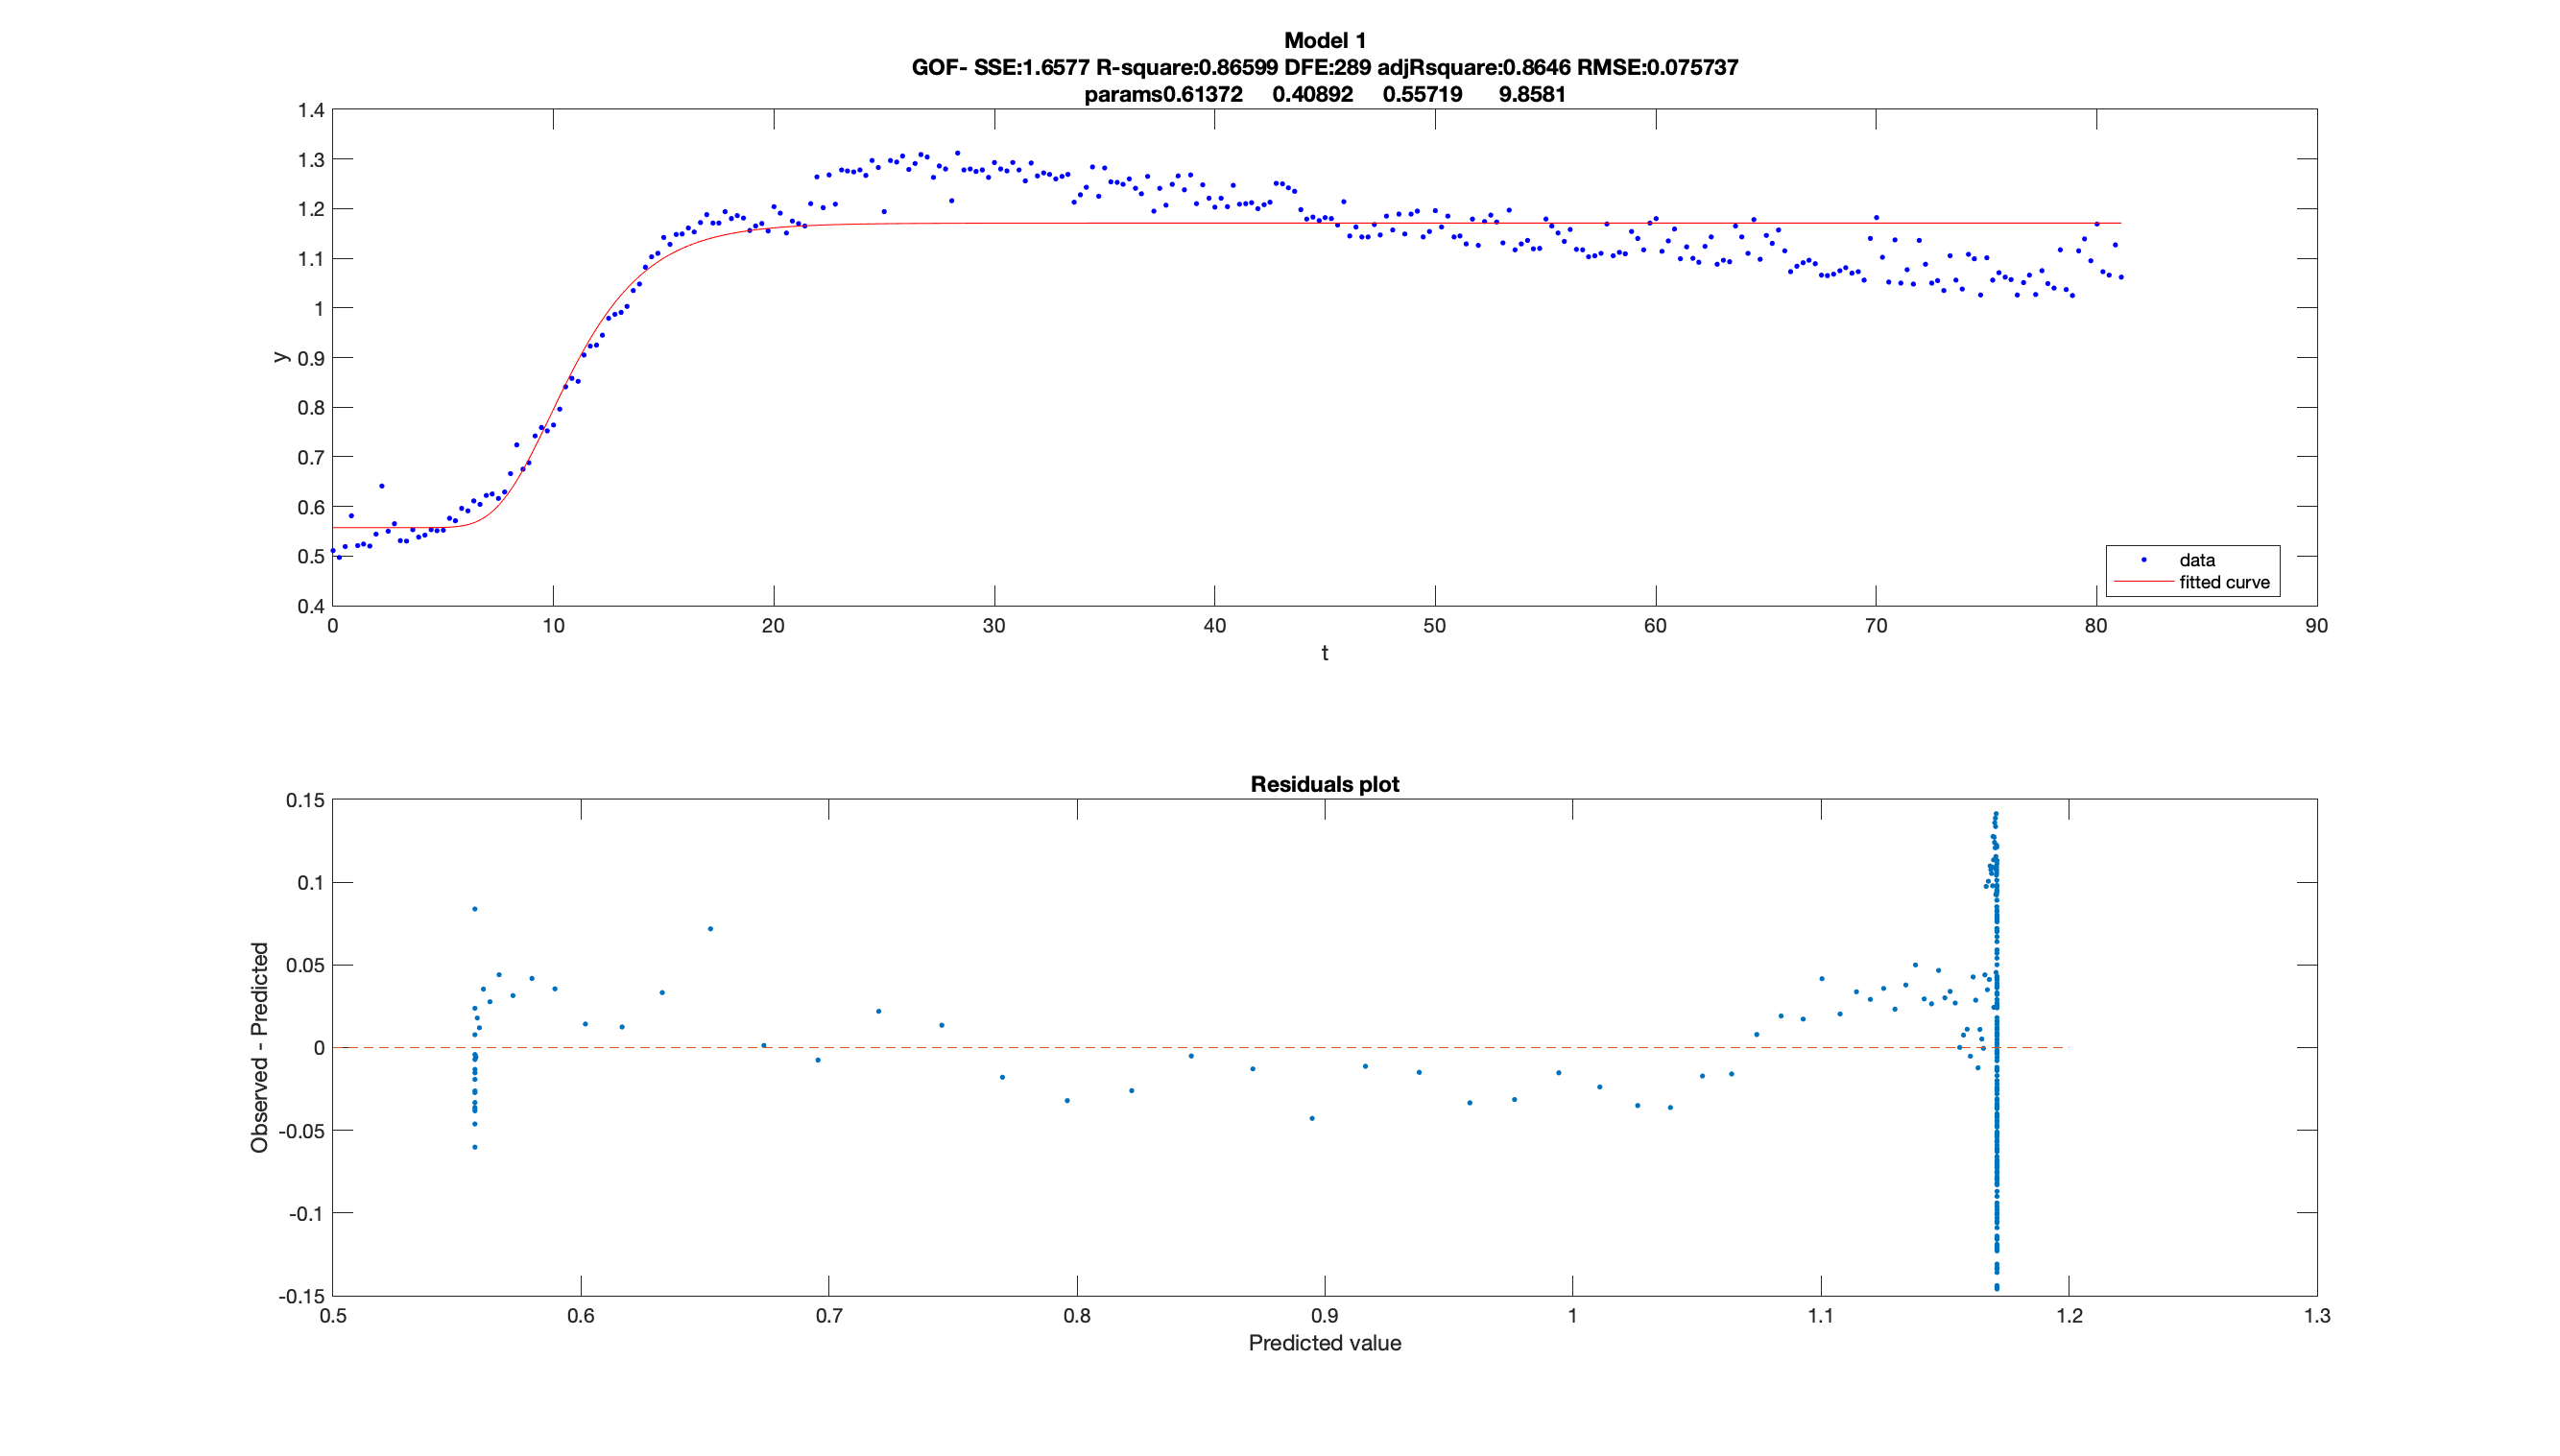 Model 1
GOF- SSE:1.6577 R-square:0.86599 DFE:289 adjRsquare:0.8646 RMSE:0.075737
params0.61372 0.40892 0.55719 9.8581
1.4
1.3
1.2
1.1
1
0.9
0.8
0.7
0.6
0.5
0.4
y
data
fitted curve
0 10 20 30 40 50 60 70 80 90
t
Residuals plot
0.15
0.1
0.05
0
-0.05
-0.1
-0.15
Observed - Predicted
0.5 0.6 0.7 0.8 0.9 1 1.1 1.2 1.3
Predicted value